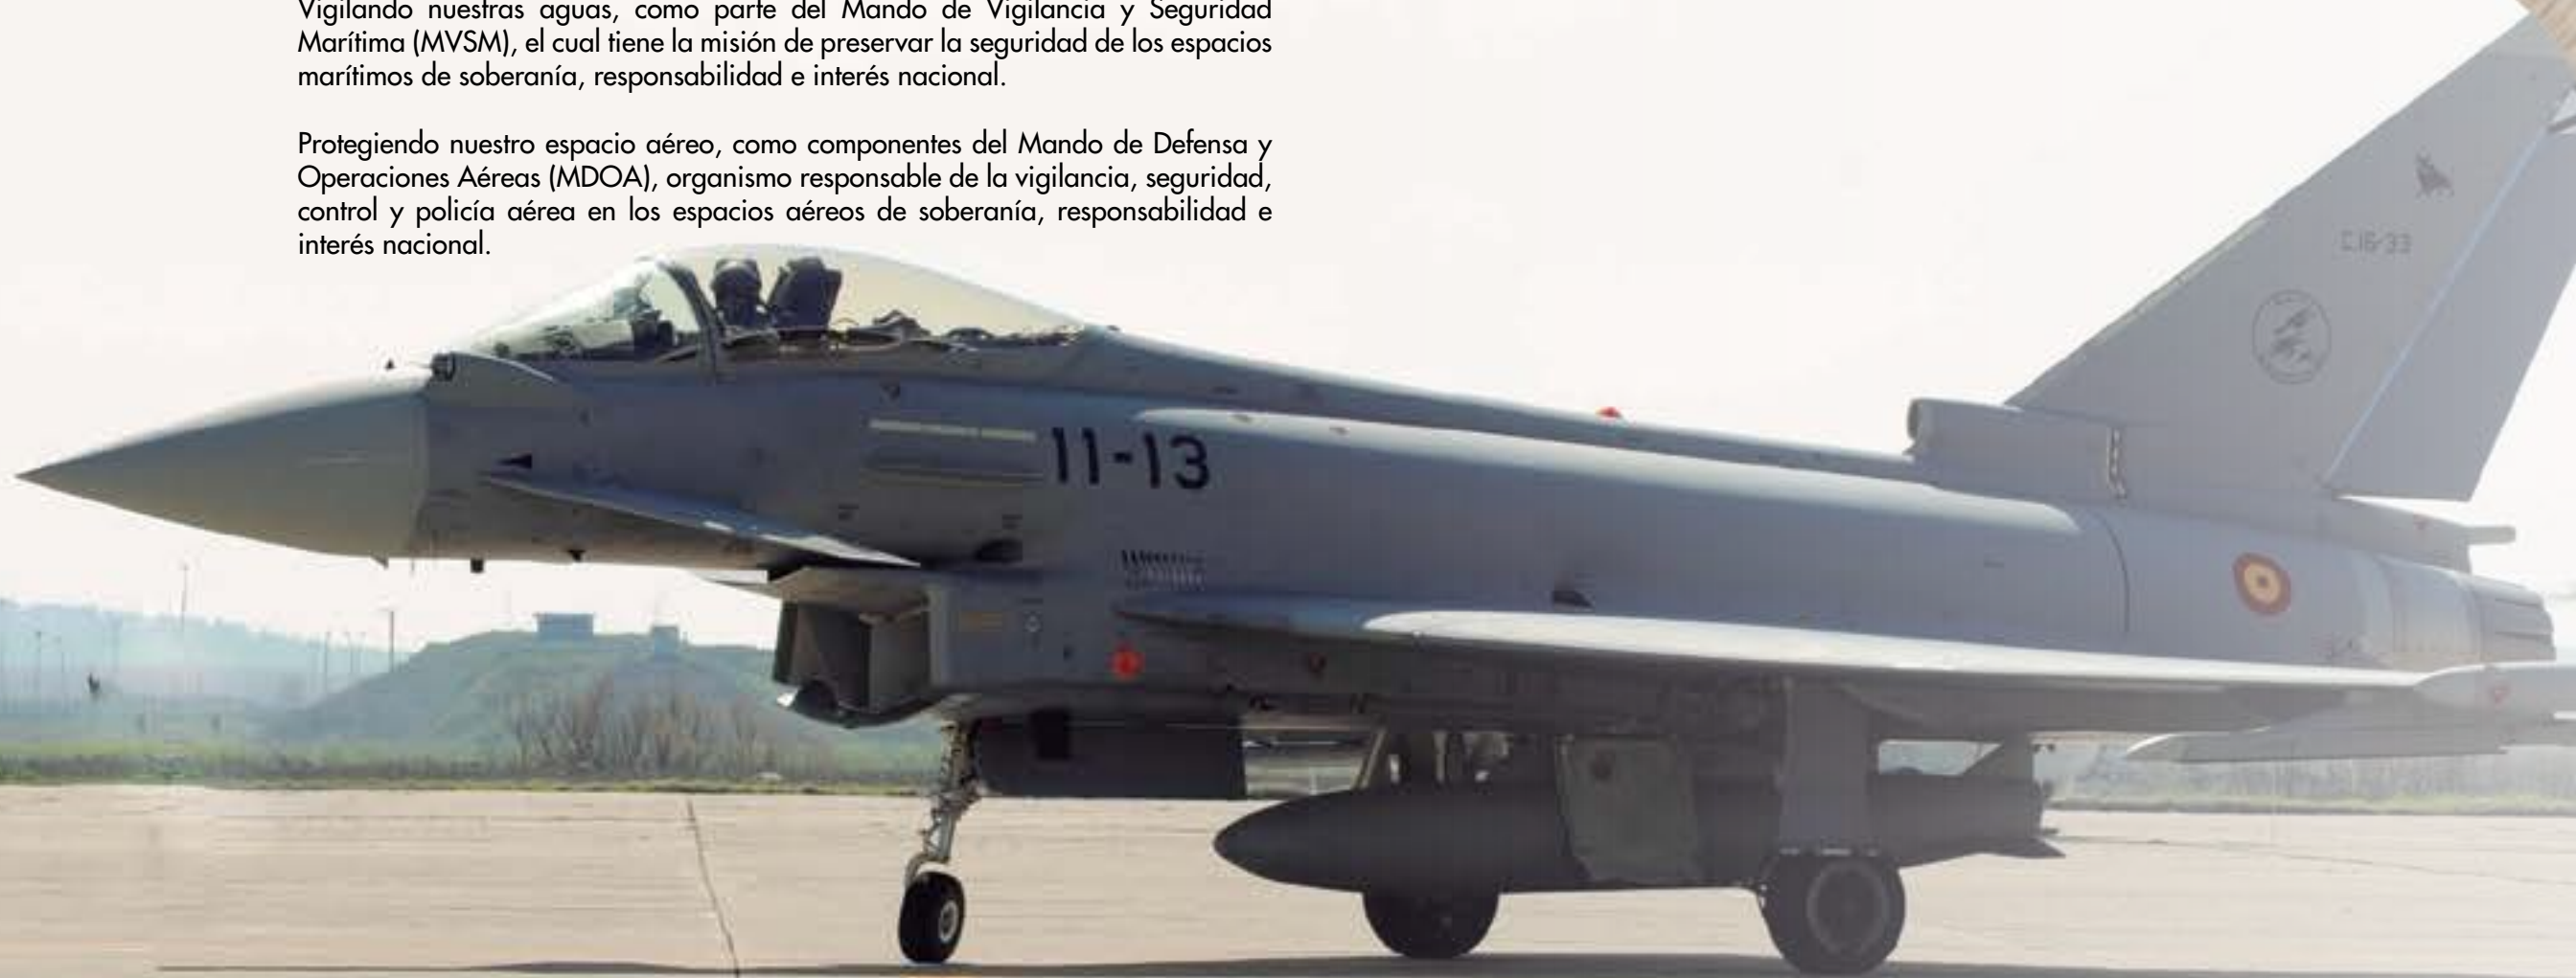 Vigilando nuestras aguas, como parte del Mando de Vigilancia y Seguridad
Marítima (MVSM), el cual tiene la misión de preservar la seguridad de los espacios
marítimos de soberanía, responsabilidad e interés nacional.
Protegiendo nuestro espacio aéreo, como componentes del Mando de Defensa y
Operaciones Aéreas (MDOA), organismo responsable de la vigilancia, seguridad,
control y policía aérea en los espacios aéreos de soberanía, responsabilidad e
interés nacional.
C.16-33
11-13